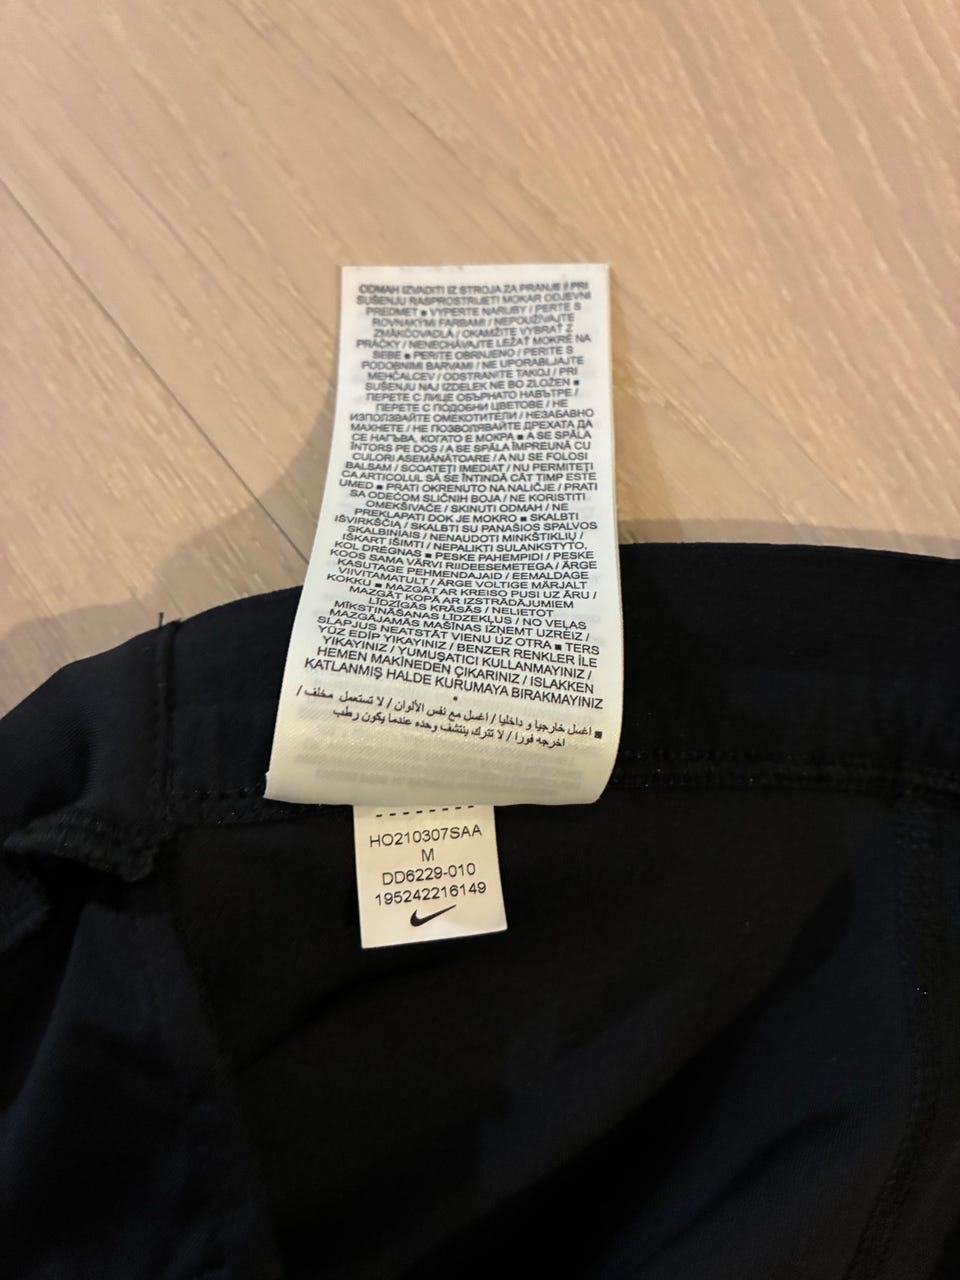 ODMAH IZVADITI IZ STROJA ZA PRANJE / PRI
SUŠENJU RASPROSTRIJETI MOKAR ODJEVNI
PREDMET ■ VYPERTE NARUBY / PERTE S
ROVNAKÝMI FARBAMI / NEPOUŽÍVAJTE
ZMÄKČOVADLÁ / OKAMŽITE VYBRAŤ Z
PRÁČKY / NENECHÁVAJTE LEŽAŤ MOKRÉ NA
SEBE ■ PERITE OBRNJENO / PERITE S
PODOBNIMI BARVAMI / NE UPORABLJAJTE
MEHČALCEV / ODSTRANITE TAKOJ / PRI
SUŠENJU NAJ IZDELEK NE BO ZLOŽEN ■
ПЕРЕТЕ С ЛИЦЕ ОБЪРНАТО НАВЪТРЕ /
ПЕРЕТЕ С ПОДОБНИ ЦВЕТОВЕ / НЕ
ИЗПОЛЗВАЙТЕ ОМЕКОТИТЕЛИ / НЕЗАБАВНО
МАХНЕТЕ / НЕ ПОЗВОЛЯВАЙТЕ ДРЕХАТА ДА
СЕ НАГЪВА, КОГАТО Е МОКРА ■ A SE SPĂLA
ÎNTORS PE DOS / A SE SPĂLA ÎMPREUNĂ CU
CULORI ASEMĂNĂTOARE / A NU SE FOLOSI
BALSAM / SCOATEȚI IMEDIAT / NU PERMITEȚI
CA ARTICOLUL SĂ SE ÎNTINDĂ CÂT TIMP ESTE
UMED ■ PRATI OKRENUTO NA NALIČJE / PRATI
SA ODEĆOM SLIČNIH BOJA / NE KORISTITI
OMEKŠIVAČE / SKINUTI ODMAH / NE
PREKLAPATI DOK JE MOKRO ■ SKALBTI
IŠVIRKŠČIĄ / SKALBTI SU PANAŠIOS SPALVOS
SKALBINIAIS / NENAUDOTI MINKŠTIKLIŲ /
IŠKART IŠIMTI / NEPALIKTI SULANKSTYTO,
KOL DRĖGNAS ■ PESKE PAHEMPIDI / PESKE
KOOS SAMA VÄRVI RIIDEESEMETEGA / ÄRGE
KASUTAGE PEHMENDAJAID / EEMALDAGE
VIIVITAMATULT / ÄRGE VOLTIGE MÄRJALT
KOKKU ■ MAZGĀT AR KREISO PUSI UZ ĀRU /
MAZGĀT KOPĀ AR IZSTRĀDĀJUMIEM
LĪDZĪGĀS KRĀSĀS / NELIETOT
MĪKSTINĀŠANAS LĪDZEKĻUS / NO VEĻAS
MAZGĀJAMĀS MAŠĪNAS IZŅEMT UZREIZ /
SLAPJUS NEATSTĀT VIENU UZ OTRA ■ TERS
YÜZ EDİP YIKAYINIZ / BENZER RENKLER İLE
YIKAYINIZ / YUMUŞATICI KULLANMAYINIZ /
HEMEN MAKİNEDEN ÇIKARINIZ / ISLAKKEN
KATLANMIŞ HALDE KURUMAYA BIRAKMAYINIZ
■ اغسل خارجيا و داخليا / اغسل مع نفس الألوان / لا تستعمل مخلف /
اخرجه فورا / لا تترك ينتشف وحده عندما يكون رطب
HO210307SAA
M
DD6229-010
195242216149